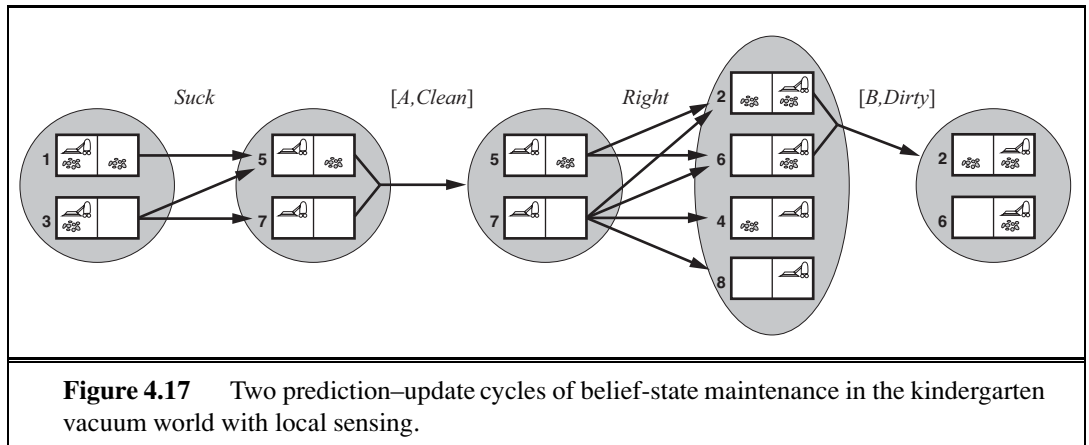 Suck
[A,Clean]
Right
[B,Dirty]
1
3
5
7
5
7
2
6
4
8
2
6
Figure 4.17 Two prediction–update cycles of belief-state maintenance in the kindergarten
vacuum world with local sensing.